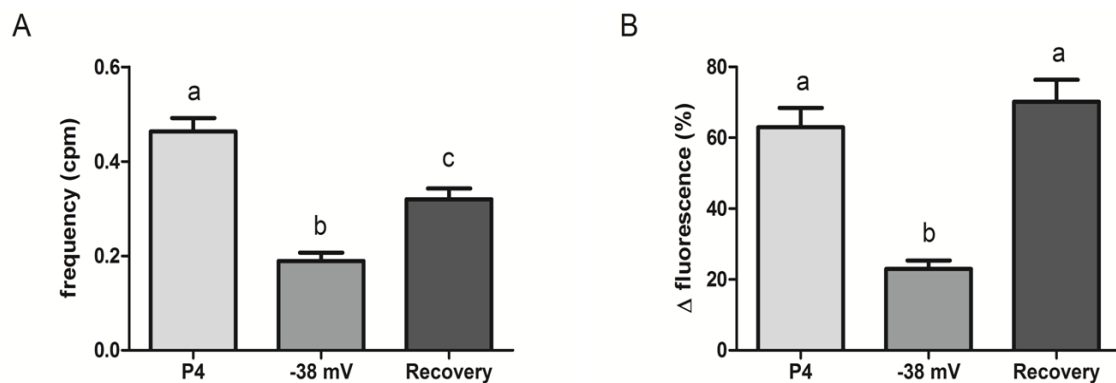 A
frequency (cpm)
0.6
0.4
0.2
0.0
a
b
c
P4
-38 mV
Recovery
B
Δ fluorescence (%)
80
60
40
20
0
a
b
a
P4
-38 mV
Recovery